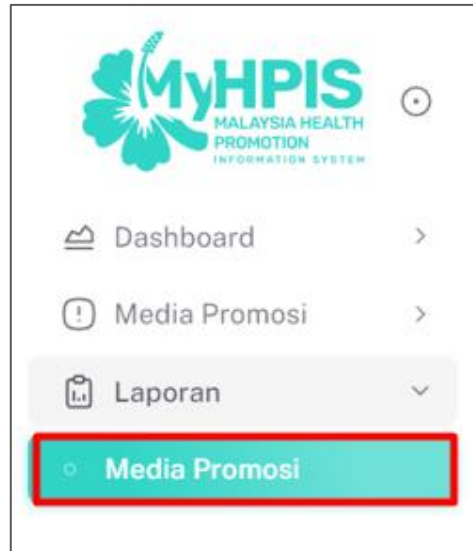 MyHPIS
MALAYSIA HEALTH
PROMOTION
INFORMATION SYSTEM
Dashboard
Media Promosi
Laporan
Media Promosi